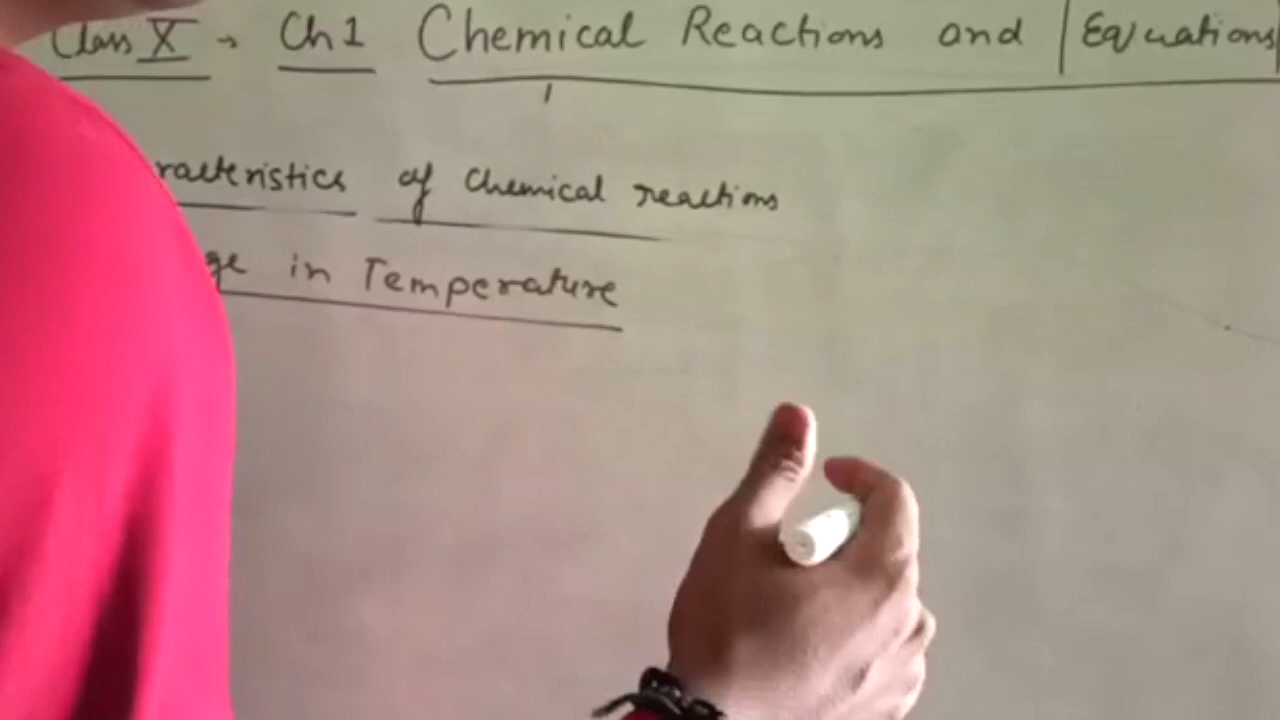 Class X → Ch1 Chemical Reactions and Equations
racteristics of Chemical reactions
ge in Temperature